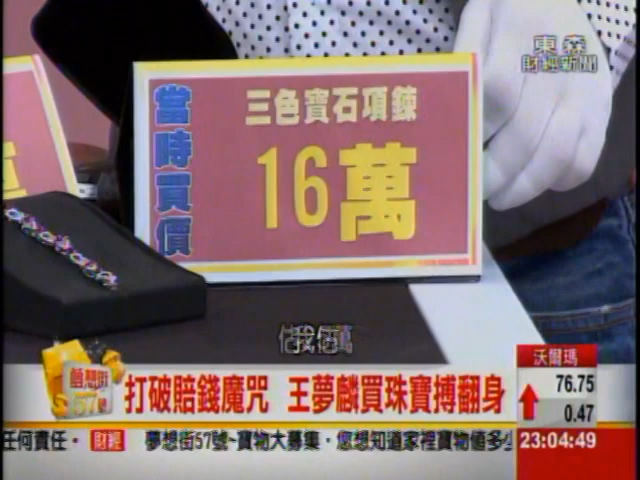 東森
財經新聞
三色寶石項鍊
當時買價
16萬
夢想街
57號
打破賠錢魔咒 王夢麟買珠寶搏翻身
沃爾瑪
76.75
0.47
任何責任。 財經 夢想街57號~寶物大募集，您想知道家裡寶物值多少
23:04:49